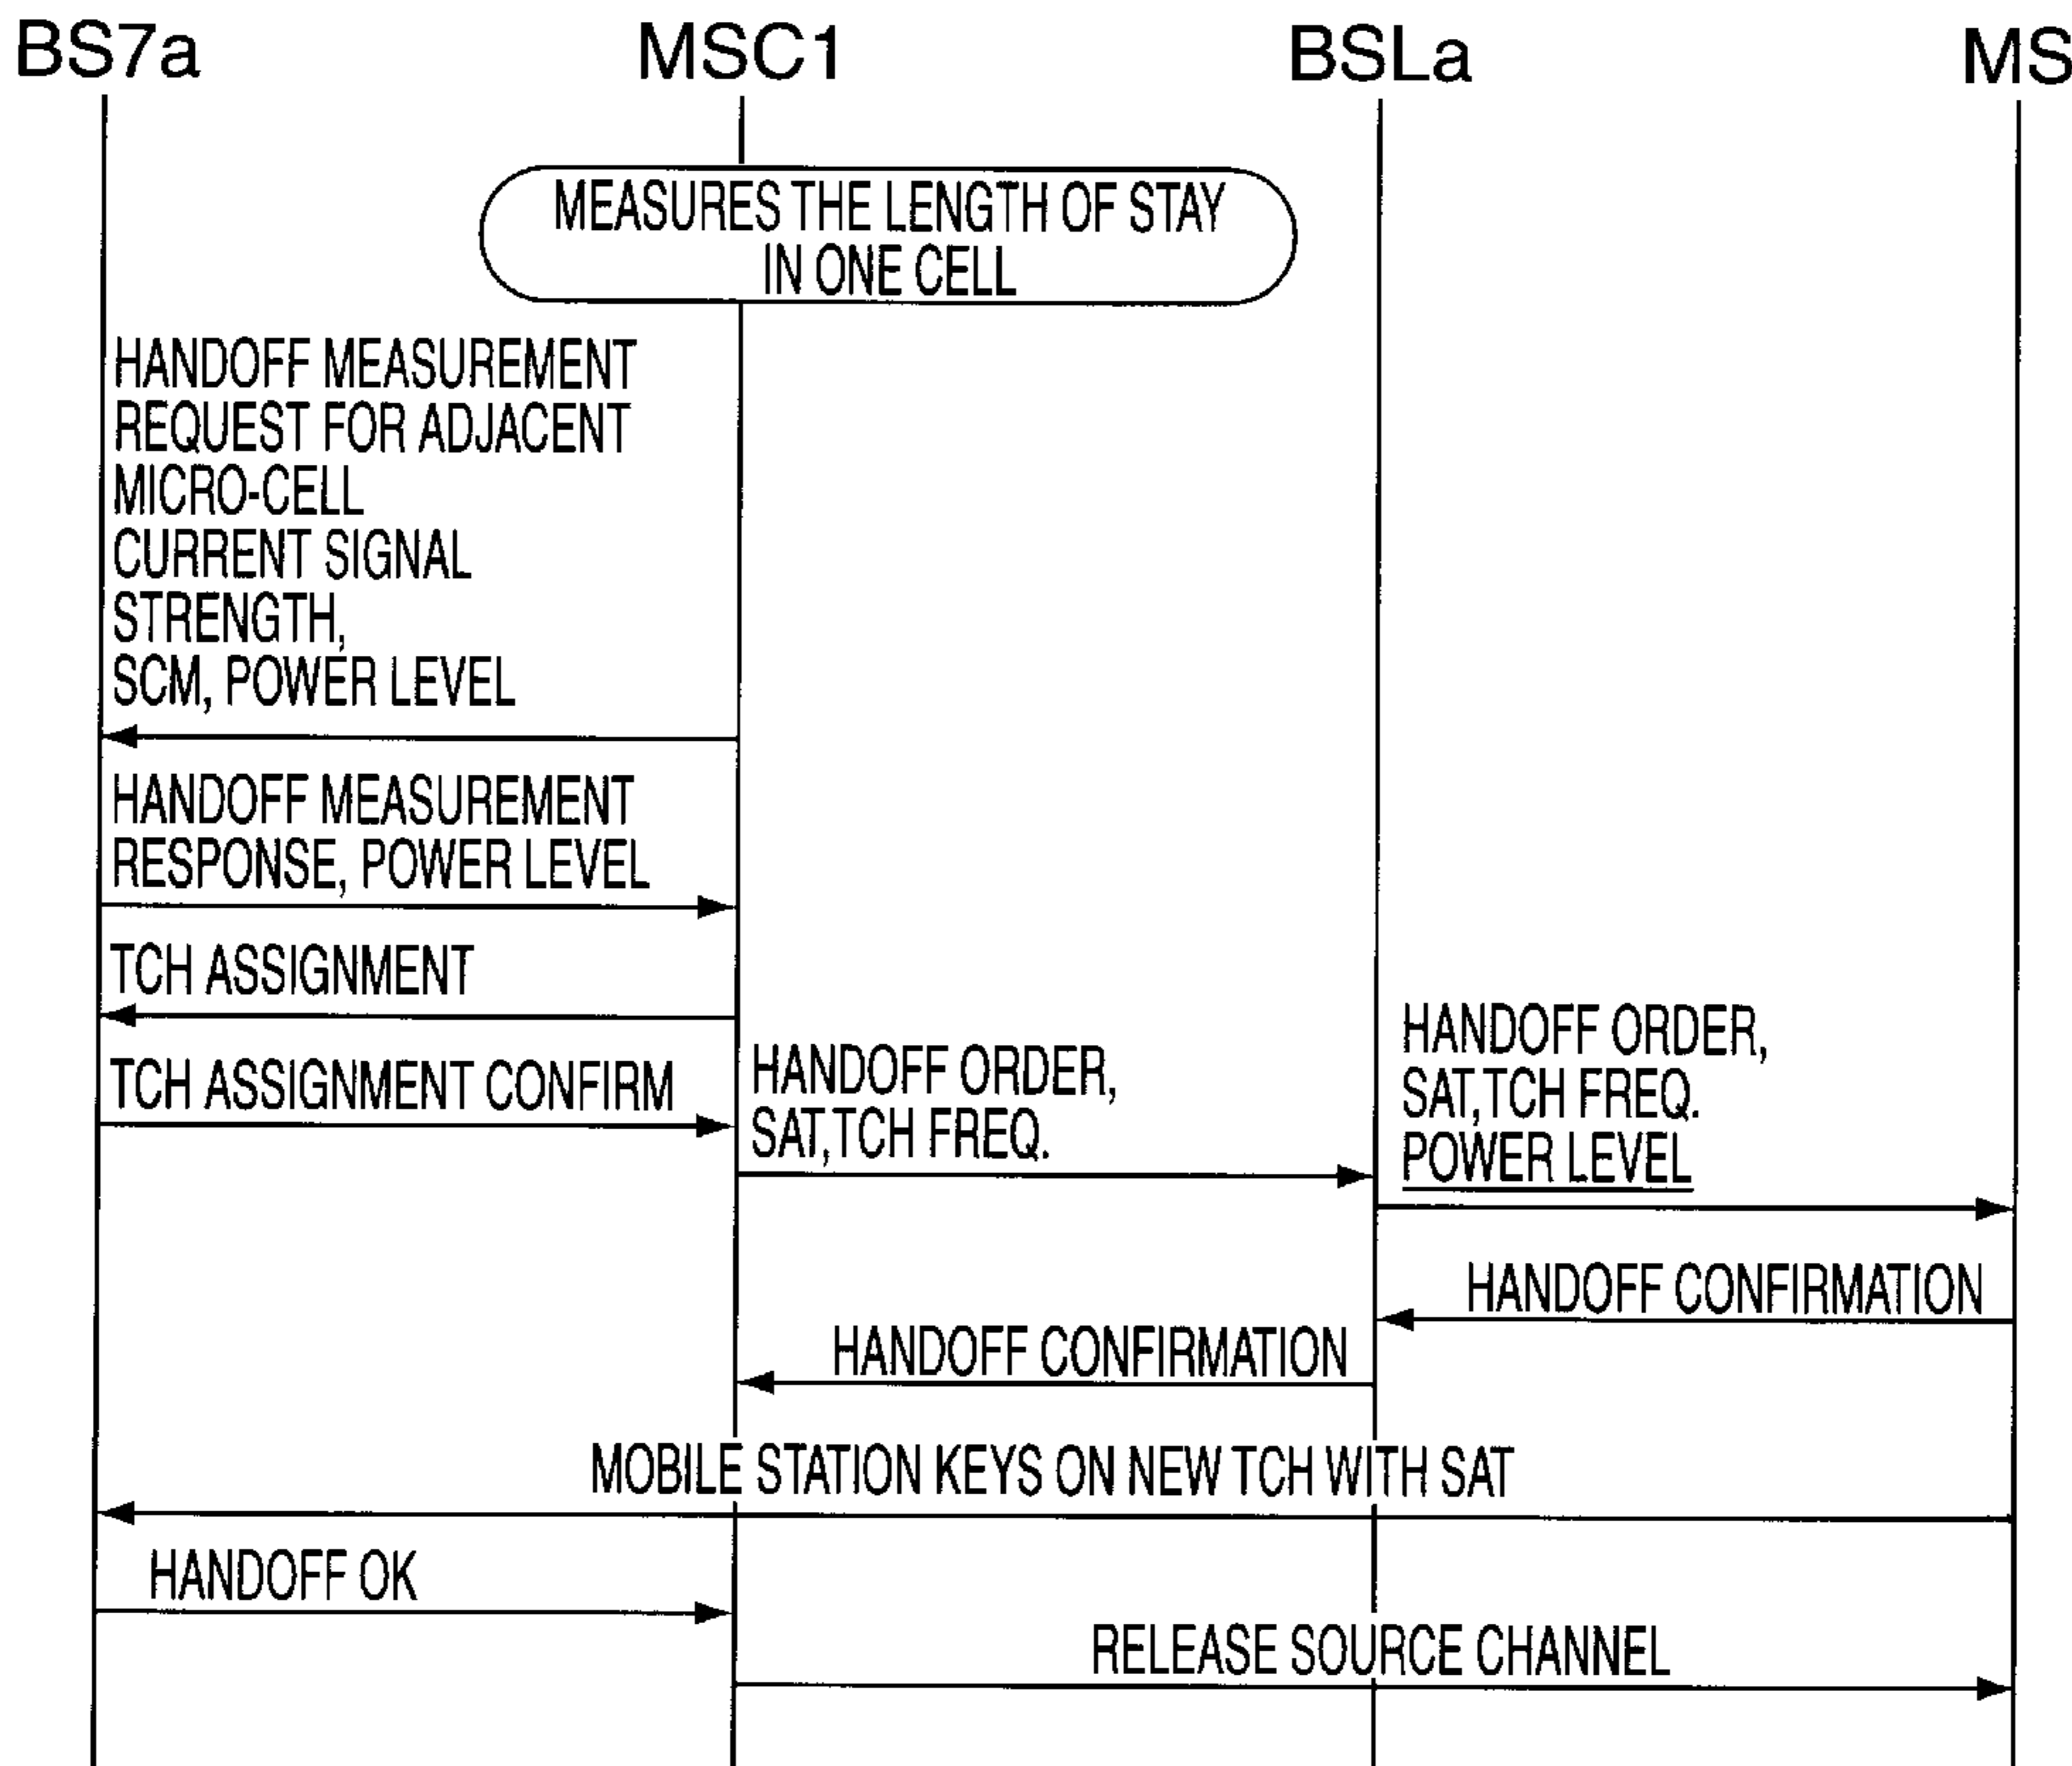 BS7a MSC1 BSLa MS
MEASURES THE LENGTH OF STAY
IN ONE CELL
HANDOFF MEASUREMENT
REQUEST FOR ADJACENT
MICRO-CELL
CURRENT SIGNAL
STRENGTH,
SCM, POWER LEVEL
HANDOFF MEASUREMENT
RESPONSE, POWER LEVEL
TCH ASSIGNMENT
TCH ASSIGNMENT CONFIRM
HANDOFF ORDER,
SAT,TCH FREQ.
HANDOFF ORDER,
SAT,TCH FREQ.
POWER LEVEL
HANDOFF CONFIRMATION
HANDOFF CONFIRMATION
MOBILE STATION KEYS ON NEW TCH WITH SAT
HANDOFF OK
RELEASE SOURCE CHANNEL